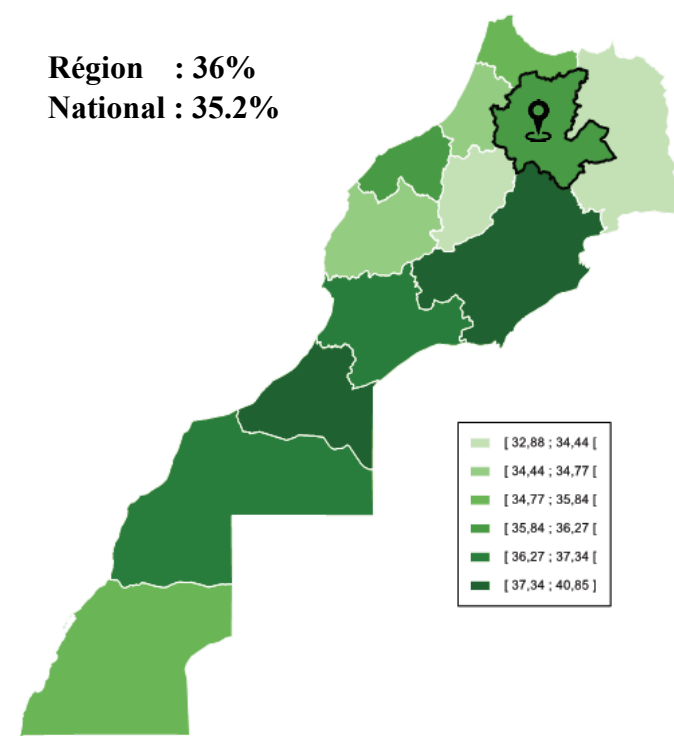 Région : 36%
National : 35.2%
[ 32,88 ; 34,44 [
[ 34,44 ; 34,77 [
[ 34,77 ; 35,84 [
[ 35,84 ; 36,27 [
[ 36,27 ; 37,34 [
[ 37,34 ; 40,85 ]